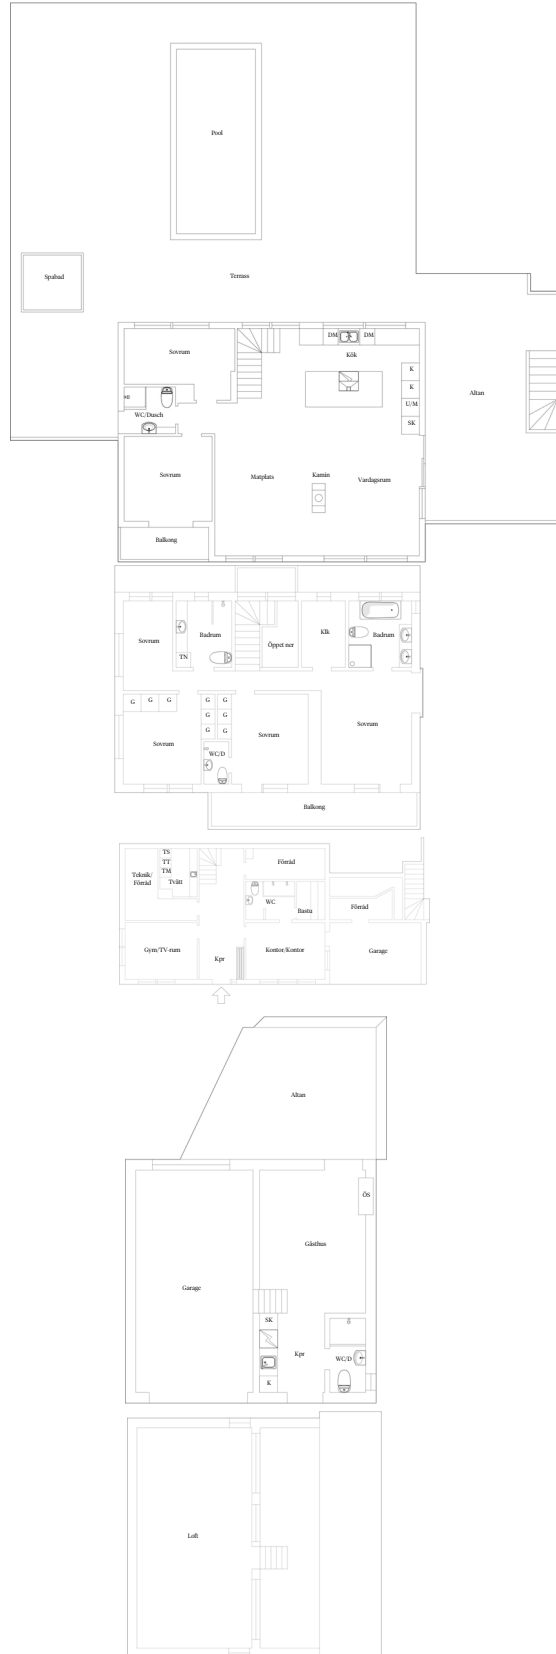 Pool
Spabad
Terrass
DM
DM
Sovrum
Kök
K
K
Altan
U/M
WC/Dusch
SK
Sovrum
Matplats
Kamin
Vardagsrum
Balkong
Sovrum
Badrum
Öppet ner
Klk
Badrum
TN
G
G
G
G
G
G
G
G
G
Sovrum
Sovrum
Sovrum
WC/D
Balkong
TS
TT
TM
Tvätt
Teknik/
Förråd
Förråd
WC
Bastu
Förråd
Gym/TV-rum
Kpr
Kontor/Kontor
Garage
Altan
ÖS
Gästhus
Garage
SK
Kpr
WC/D
K
Loft